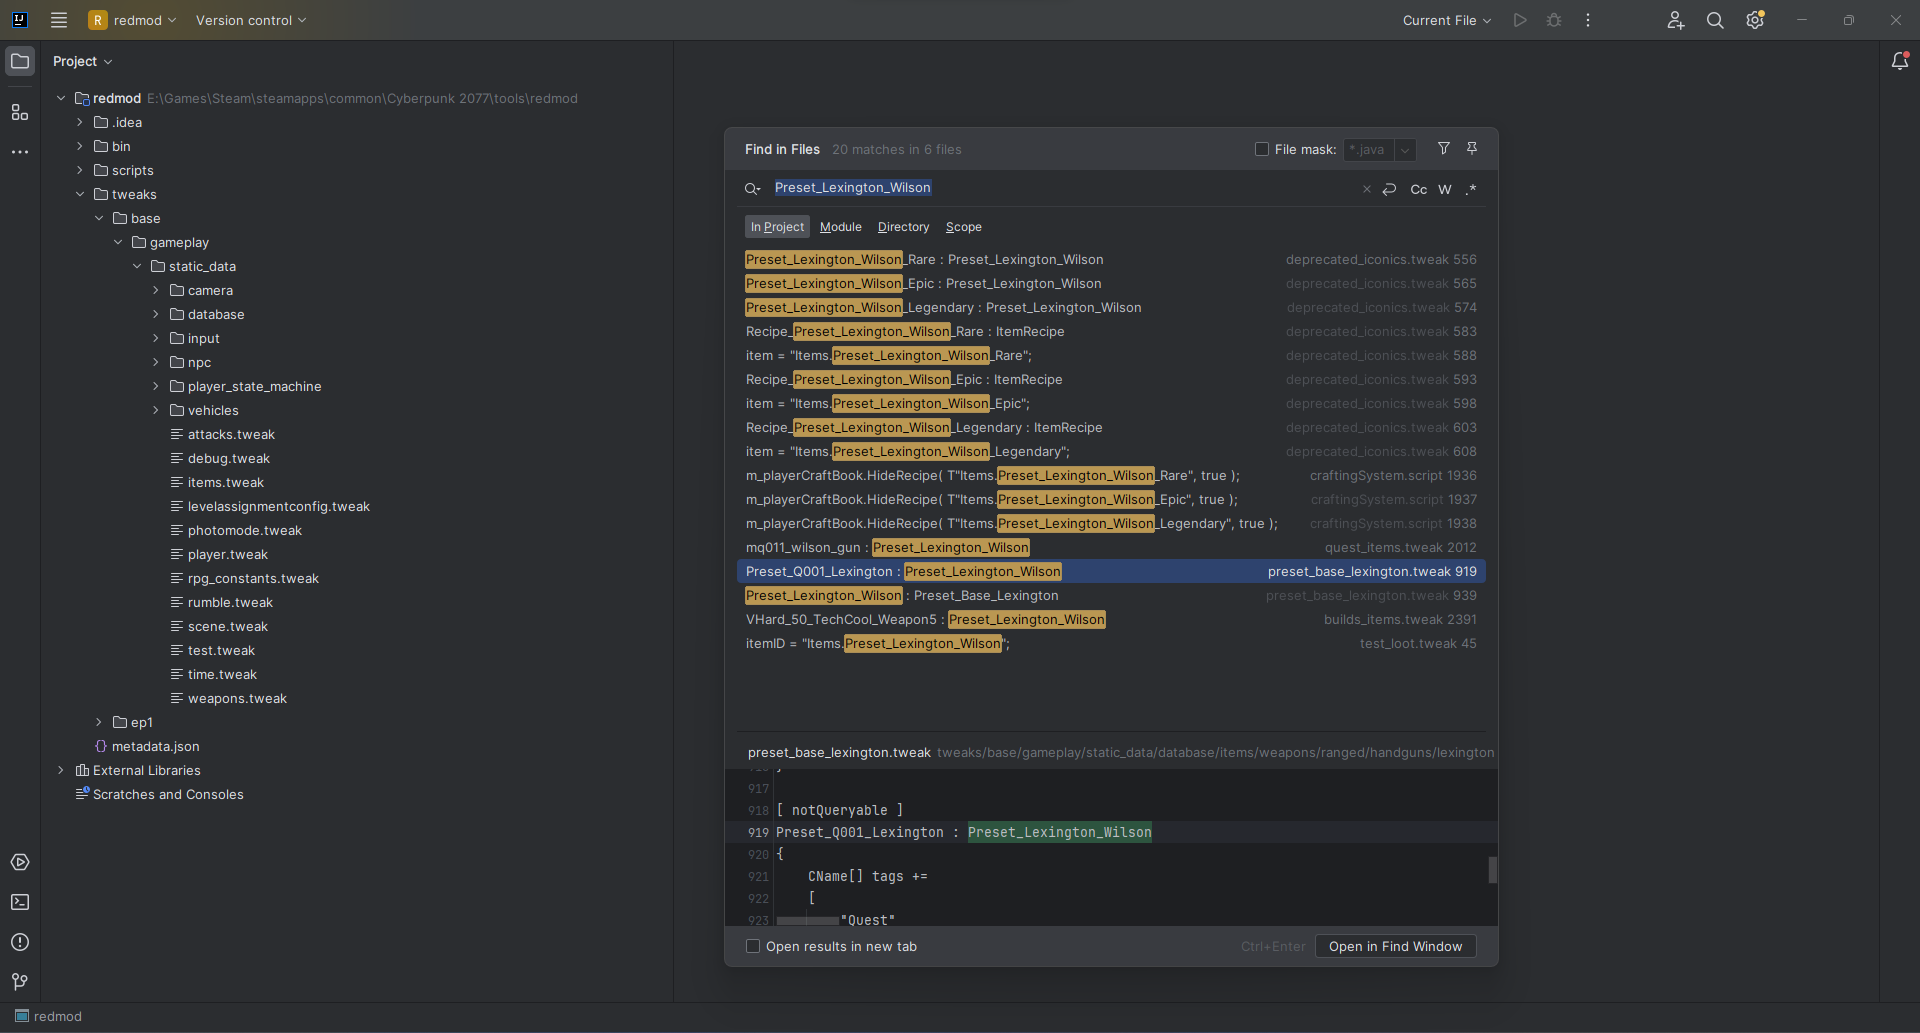 redmod
Version control
Current File
Project
redmod E:\Games\Steam\steamapps\common\Cyberpunk 2077\tools\redmod
.idea
bin
scripts
tweaks
base
gameplay
static_data
camera
database
input
npc
player_state_machine
vehicles
attacks.tweak
debug.tweak
items.tweak
levelassignmentconfig.tweak
photomode.tweak
player.tweak
rpg_constants.tweak
rumble.tweak
scene.tweak
test.tweak
time.tweak
weapons.tweak
ep1
metadata.json
External Libraries
Scratches and Consoles
Find in Files 20 matches in 6 files
File mask: *.java
Preset_Lexington_Wilson
Cc W .*
In Project Module Directory Scope
Preset_Lexington_Wilson_Rare : Preset_Lexington_Wilson deprecated_iconics.tweak 556
Preset_Lexington_Wilson_Epic : Preset_Lexington_Wilson deprecated_iconics.tweak 565
Preset_Lexington_Wilson_Legendary : Preset_Lexington_Wilson deprecated_iconics.tweak 574
Recipe_Preset_Lexington_Wilson_Rare : ItemRecipe deprecated_iconics.tweak 583
item = "Items.Preset_Lexington_Wilson_Rare"; deprecated_iconics.tweak 588
Recipe_Preset_Lexington_Wilson_Epic : ItemRecipe deprecated_iconics.tweak 593
item = "Items.Preset_Lexington_Wilson_Epic"; deprecated_iconics.tweak 598
Recipe_Preset_Lexington_Wilson_Legendary : ItemRecipe deprecated_iconics.tweak 603
item = "Items.Preset_Lexington_Wilson_Legendary"; deprecated_iconics.tweak 608
m_playerCraftBook.HideRecipe( T"Items.Preset_Lexington_Wilson_Rare", true ); craftingSystem.script 1936
m_playerCraftBook.HideRecipe( T"Items.Preset_Lexington_Wilson_Epic", true ); craftingSystem.script 1937
m_playerCraftBook.HideRecipe( T"Items.Preset_Lexington_Wilson_Legendary", true ); craftingSystem.script 1938
mq011_wilson_gun : Preset_Lexington_Wilson quest_items.tweak 2012
Preset_Q001_Lexington : Preset_Lexington_Wilson preset_base_lexington.tweak 919
Preset_Lexington_Wilson : Preset_Base_Lexington preset_base_lexington.tweak 939
VHard_50_TechCool_Weapon5 : Preset_Lexington_Wilson builds_items.tweak 2391
itemID = "Items.Preset_Lexington_Wilson"; test_loot.tweak 45
preset_base_lexington.tweak tweaks/base/gameplay/static_data/database/items/weapons/ranged/handguns/lexington
917
918 [ notQueryable ]
919 Preset_Q001_Lexington : Preset_Lexington_Wilson
920 {
921 CName[] tags +=
922 [
923 "Quest"
Open results in new tab
Ctrl+Enter Open in Find Window
redmod